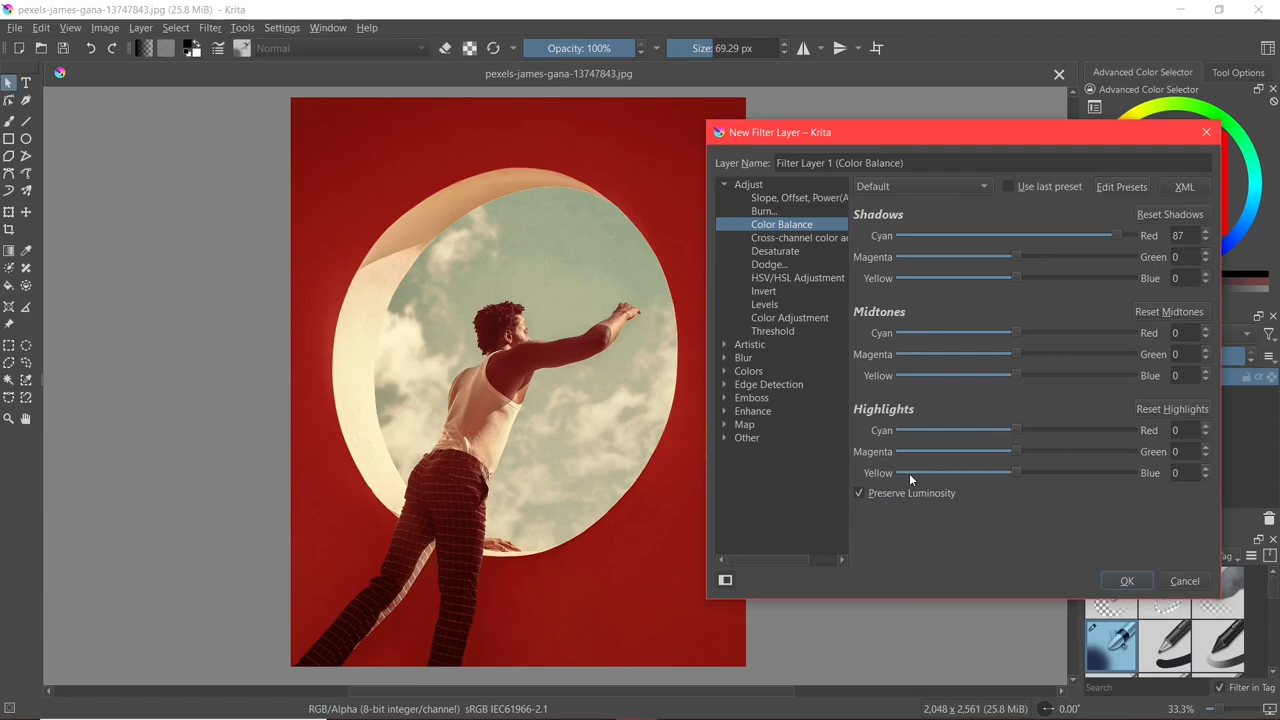 pexels-james-gana-13747843.jpg (25.8 MiB) - Krita
File Edit View Image Layer Select Filter Tools Settings Window Help
Normal Opacity: 100% Size: 69.29 px
pexels-james-gana-13747843.jpg
Advanced Color Selector Tool Options
Advanced Color Selector
New Filter Layer – Krita
Layer Name: Filter Layer 1 (Color Balance)
Default Use last preset Edit Presets XML
Adjust
Slope, Offset, Power(A
Burn...
Color Balance
Cross-channel color a
Desaturate
Dodge...
HSV/HSL Adjustment
Invert
Levels
Color Adjustment
Threshold
Artistic
Blur
Colors
Edge Detection
Emboss
Enhance
Map
Other
Shadows Reset Shadows
Cyan Red 87
Magenta Green 0
Yellow Blue 0
Midtones Reset Midtones
Cyan Red 0
Magenta Green 0
Yellow Blue 0
Highlights Reset Highlights
Cyan Red 0
Magenta Green 0
Yellow Blue 0
Preserve Luminosity
OK Cancel
ag
Search Filter in Tag
RGB/Alpha (8-bit integer/channel) sRGB IEC61966-2.1 2,048 x 2,561 (25.8 MiB) 0.00° 33.3%